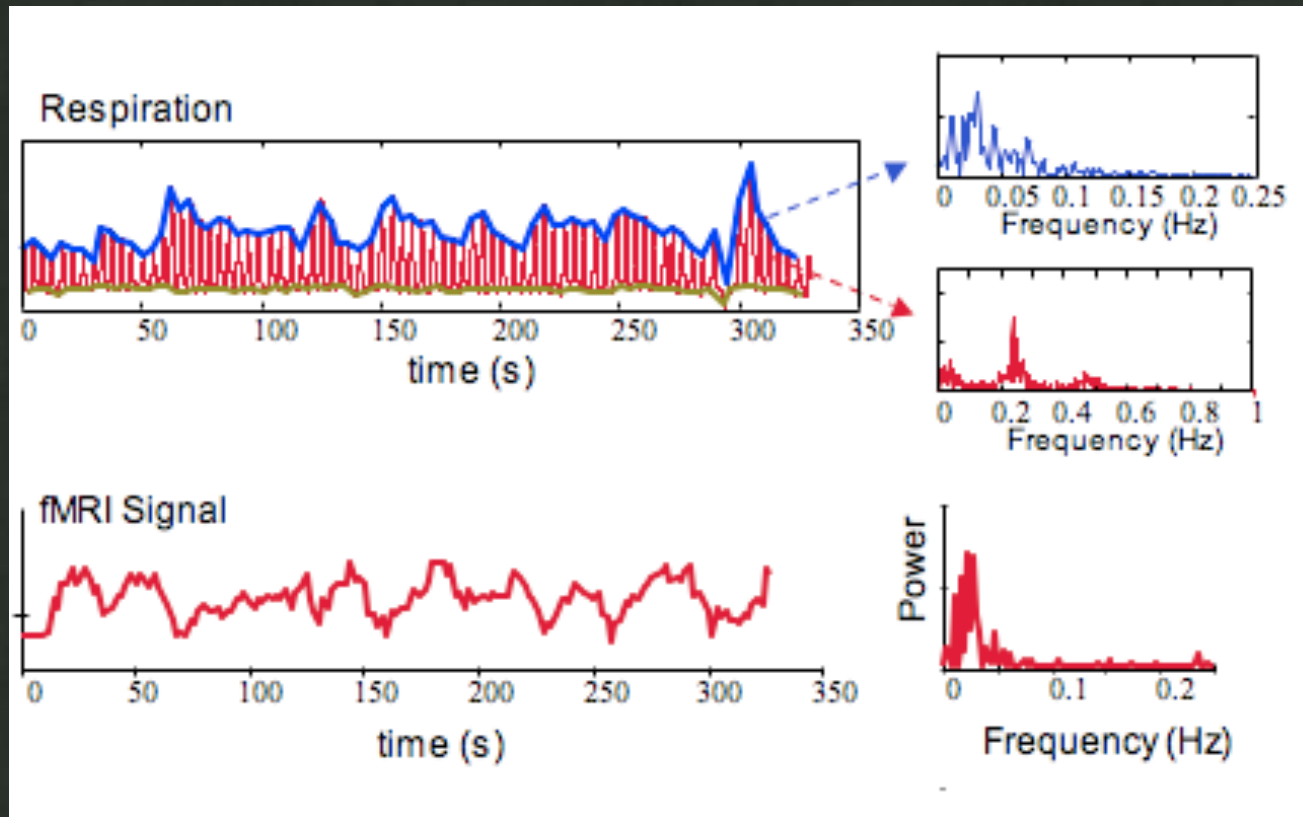 Respiration
0 50 100 150 200 250 300 350
time (s)
0 0.05 0.1 0.15 0.2 0.25
Frequency (Hz)
0 0.2 0.4 0.6 0.8 1
Frequency (Hz)
fMRI Signal
0 50 100 150 200 250 300 350
time (s)
Power
0 0.1 0.2
Frequency (Hz)